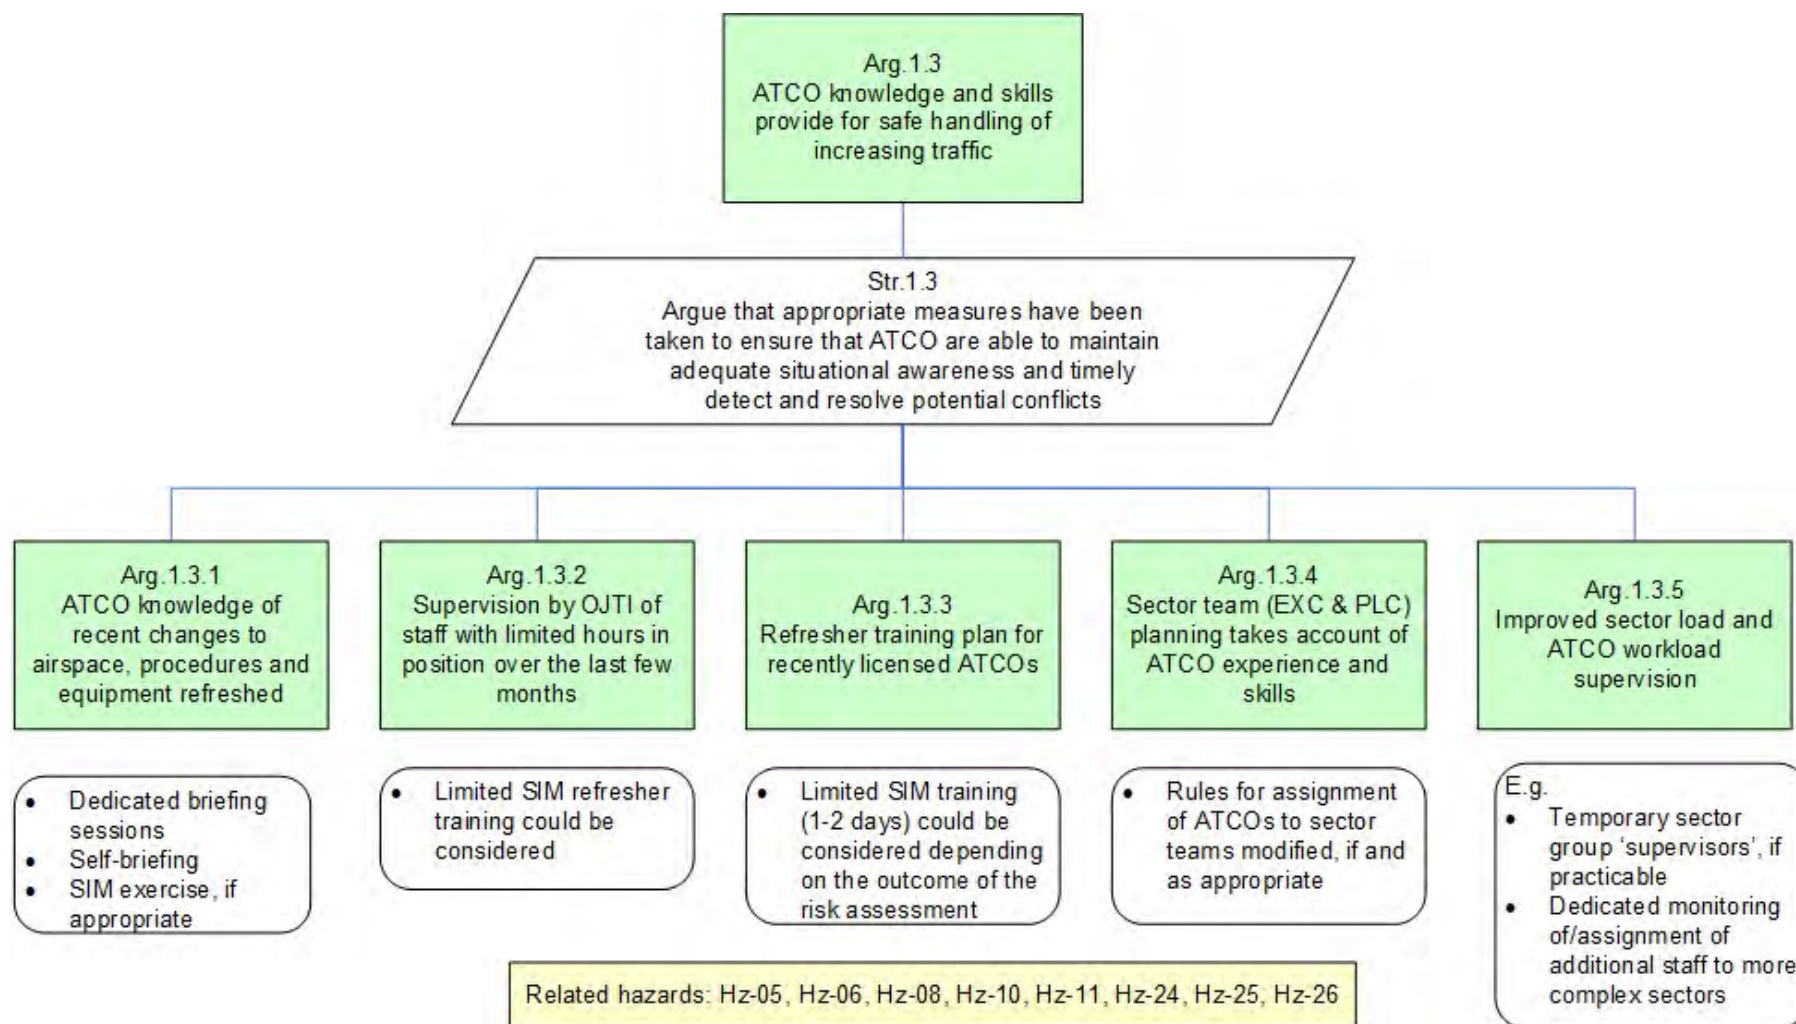 Arg.1.3
ATCO knowledge and skills
provide for safe handling of
increasing traffic
Str.1.3
Argue that appropriate measures have been
taken to ensure that ATCO are able to maintain
adequate situational awareness and timely
detect and resolve potential conflicts
Arg.1.3.1
ATCO knowledge of
recent changes to
airspace, procedures and
equipment refreshed
Arg.1.3.2
Supervision by OJTI of
staff with limited hours in
position over the last few
months
Arg.1.3.3
Refresher training plan for
recently licensed ATCOs
Arg.1.3.4
Sector team (EXC & PLC)
planning takes account of
ATCO experience and
skills
Arg.1.3.5
Improved sector load and
ATCO workload
supervision
• Dedicated briefing
sessions
• Self-briefing
• SIM exercise, if
appropriate
• Limited SIM refresher
training could be
considered
• Limited SIM training
(1-2 days) could be
considered depending
on the outcome of the
risk assessment
• Rules for assignment
of ATCOs to sector
teams modified, if and
as appropriate
E.g.
• Temporary sector
group ‘supervisors’, if
practicable
• Dedicated monitoring
of/assignment of
additional staff to more
complex sectors
Related hazards: Hz-05, Hz-06, Hz-08, Hz-10, Hz-11, Hz-24, Hz-25, Hz-26